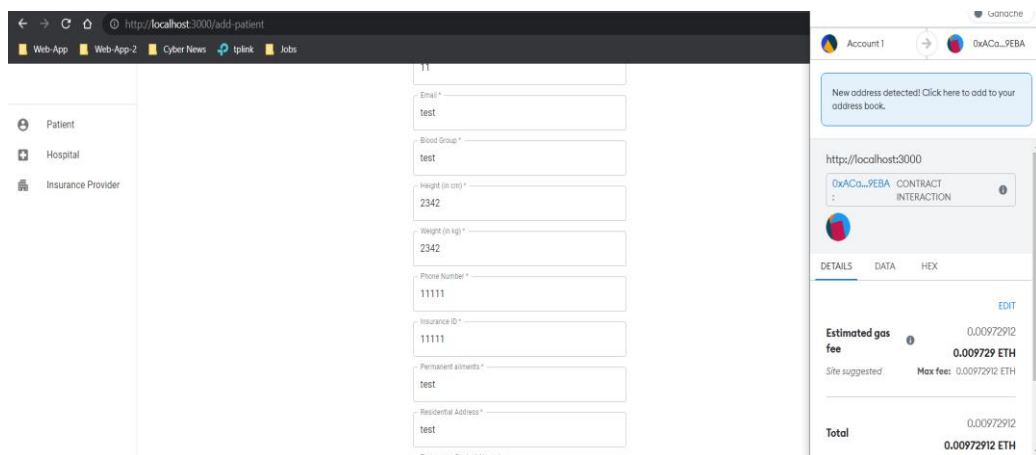 http://localhost:3000/add-patient
Web-App Web-App-2 Cyber News tplink Jobs
Patient
Hospital
Insurance Provider
11
Email *
test
Blood Group *
test
Height (in cm) *
2342
Weight (in kg) *
2342
Phone Number *
11111
Insurance ID *
11111
Permanent ailments *
test
Residential Address *
test
Ganache
Account 1 0xACa...9EBA
New address detected! Click here to add to your
address book.
http://localhost:3000
0xACa...9EBA CONTRACT
: INTERACTION
DETAILS DATA HEX
EDIT
Estimated gas 0.00972912
fee 0.009729 ETH
Site suggested Max fee: 0.00972912 ETH
0.00972912
Total
0.00972912 ETH